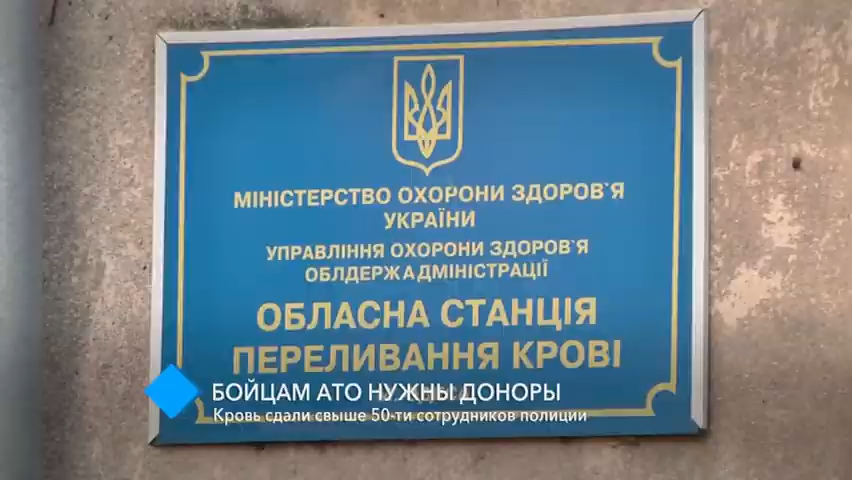 МІНІСТЕРСТВО ОХОРОНИ ЗДОРОВ`Я
УКРАЇНИ
УПРАВЛІННЯ ОХОРОНИ ЗДОРОВ`Я
ОБЛДЕРЖАДМІНІСТРАЦІЇ
ОБЛАСНА СТАНЦІЯ
ПЕРЕЛИВАННЯ КРОВІ
БОЙЦАМ АТО НУЖНЫ ДОНОРЫ
Кровь сдали свыше 50-ти сотрудников полиции